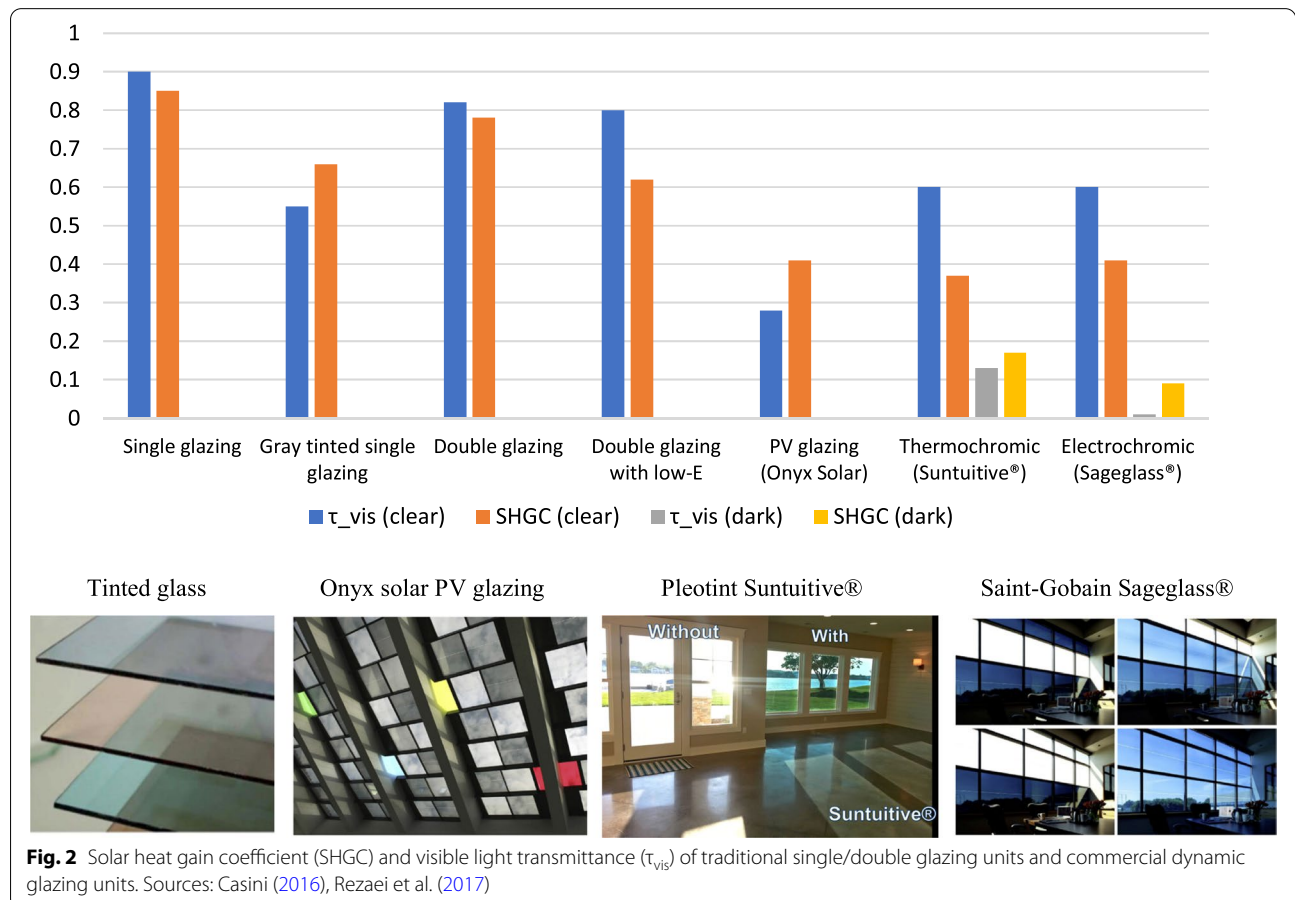 1
0.9
0.8
0.7
0.6
0.5
0.4
0.3
0.2
0.1
0
Single glazing
Gray tinted single
glazing
Double glazing
Double glazing
with low-E
PV glazing
(Onyx Solar)
Thermochromic
(Suntuitive®)
Electrochromic
(Sageglass®)
τ_vis (clear) SHGC (clear) τ_vis (dark) SHGC (dark)
Tinted glass Onyx solar PV glazing Pleotint Suntuitive® Saint-Gobain Sageglass®
Without With
Suntuitive®
Fig. 2 Solar heat gain coefficient (SHGC) and visible light transmittance (τvis) of traditional single/double glazing units and commercial dynamic
glazing units. Sources: Casini (2016), Rezaei et al. (2017)